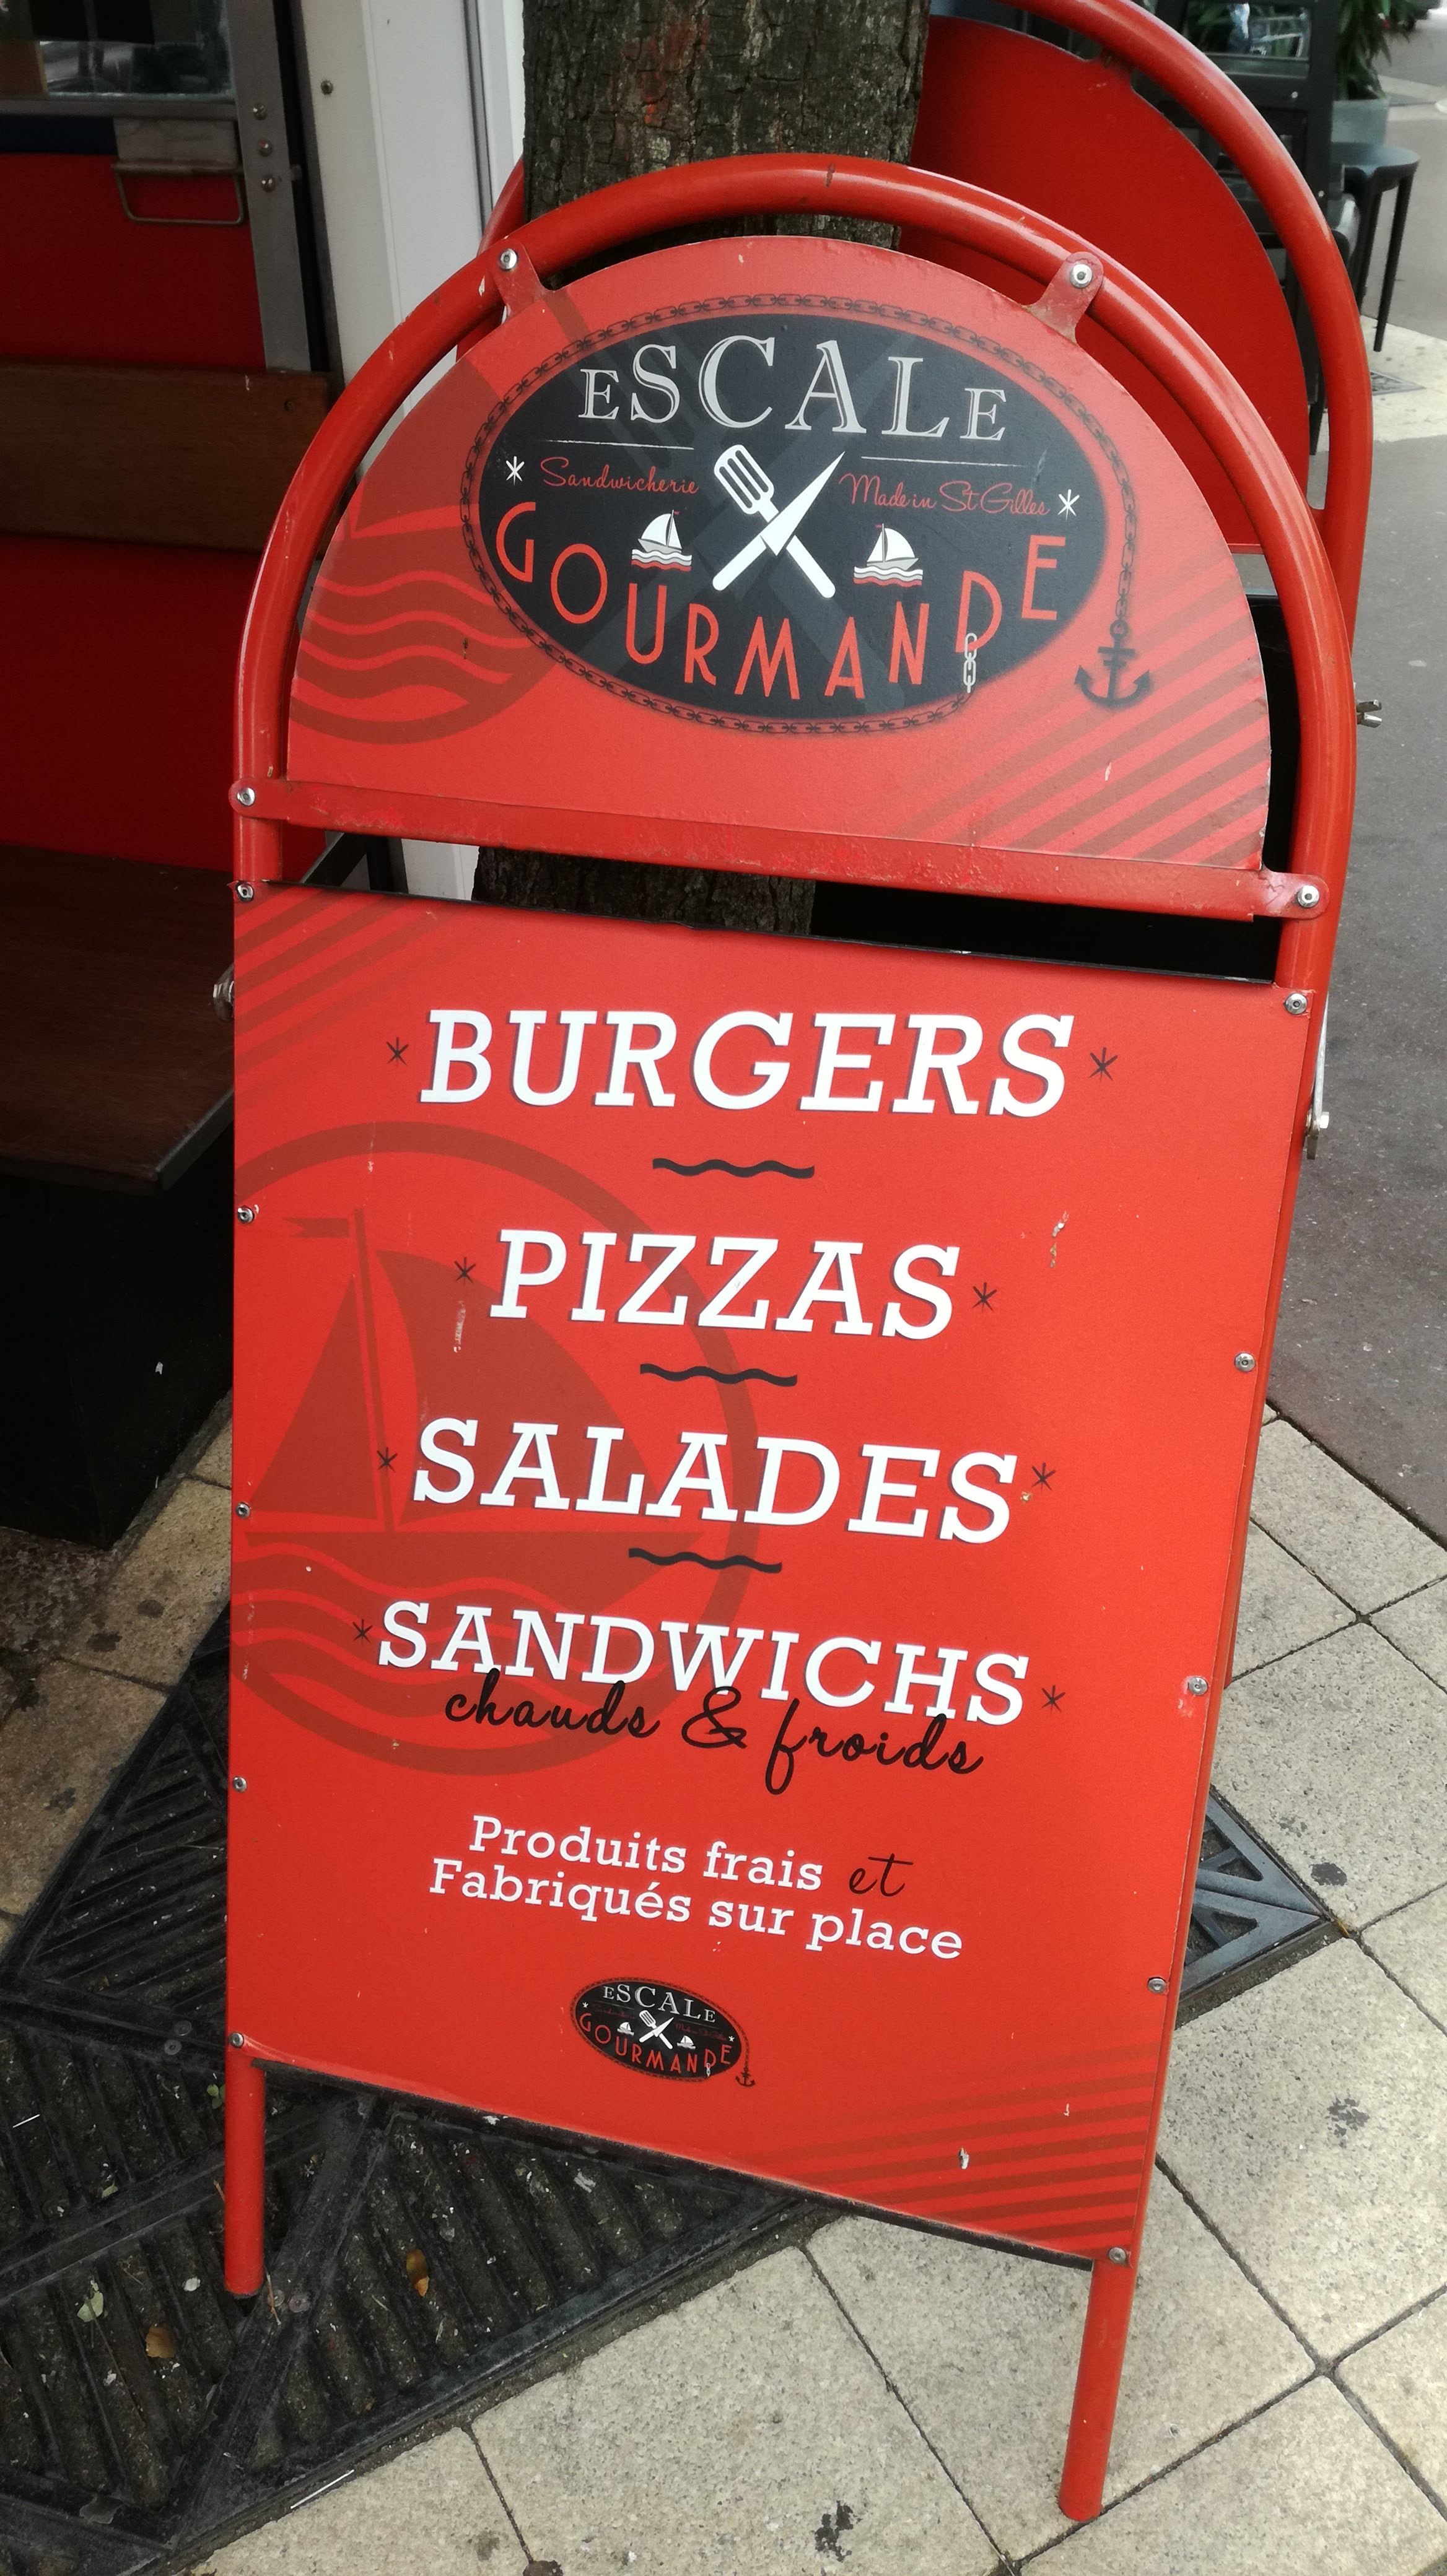 ESCALE
Sandwicherie Made in St Gilles
GOURMANDE
BURGERS
PIZZAS
SALADES
SANDWICHS
chauds & froids
Produits frais et
Fabriqués sur place
ESCALE
GOURMANDE